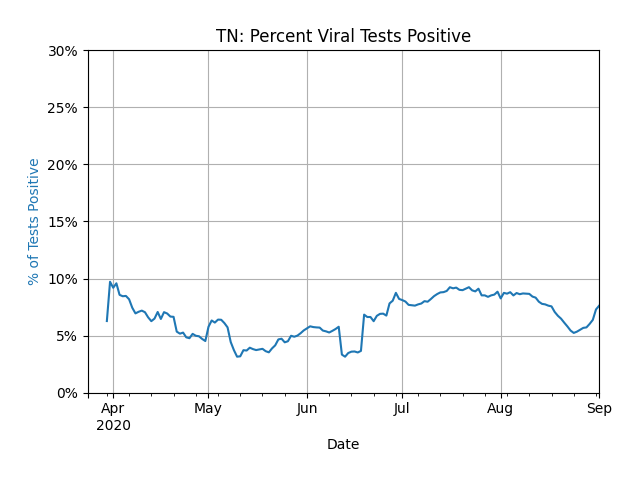 TN: Percent Viral Tests Positive
30%
25%
20%
15%
10%
5%
0%
% of Tests Positive
Apr May Jun Jul Aug Sep
2020
Date